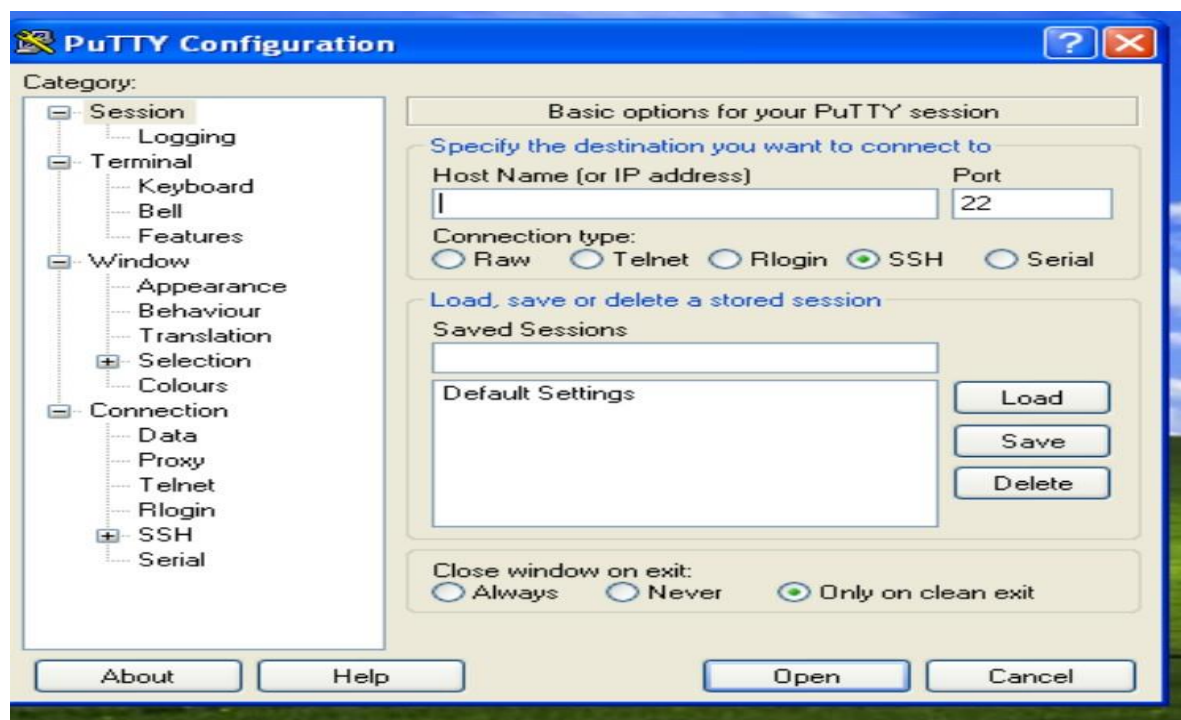 PuTTY Configuration
Category:
Session
Logging
Terminal
Keyboard
Bell
Features
Window
Appearance
Behaviour
Translation
Selection
Colours
Connection
Data
Proxy
Telnet
Rlogin
SSH
Serial
Basic options for your PuTTY session
Specify the destination you want to connect to
Host Name (or IP address) Port
22
Connection type:
Raw Telnet Rlogin SSH Serial
Load, save or delete a stored session
Saved Sessions
Default Settings
Load
Save
Delete
Close window on exit:
Always Never Only on clean exit
About Help Open Cancel